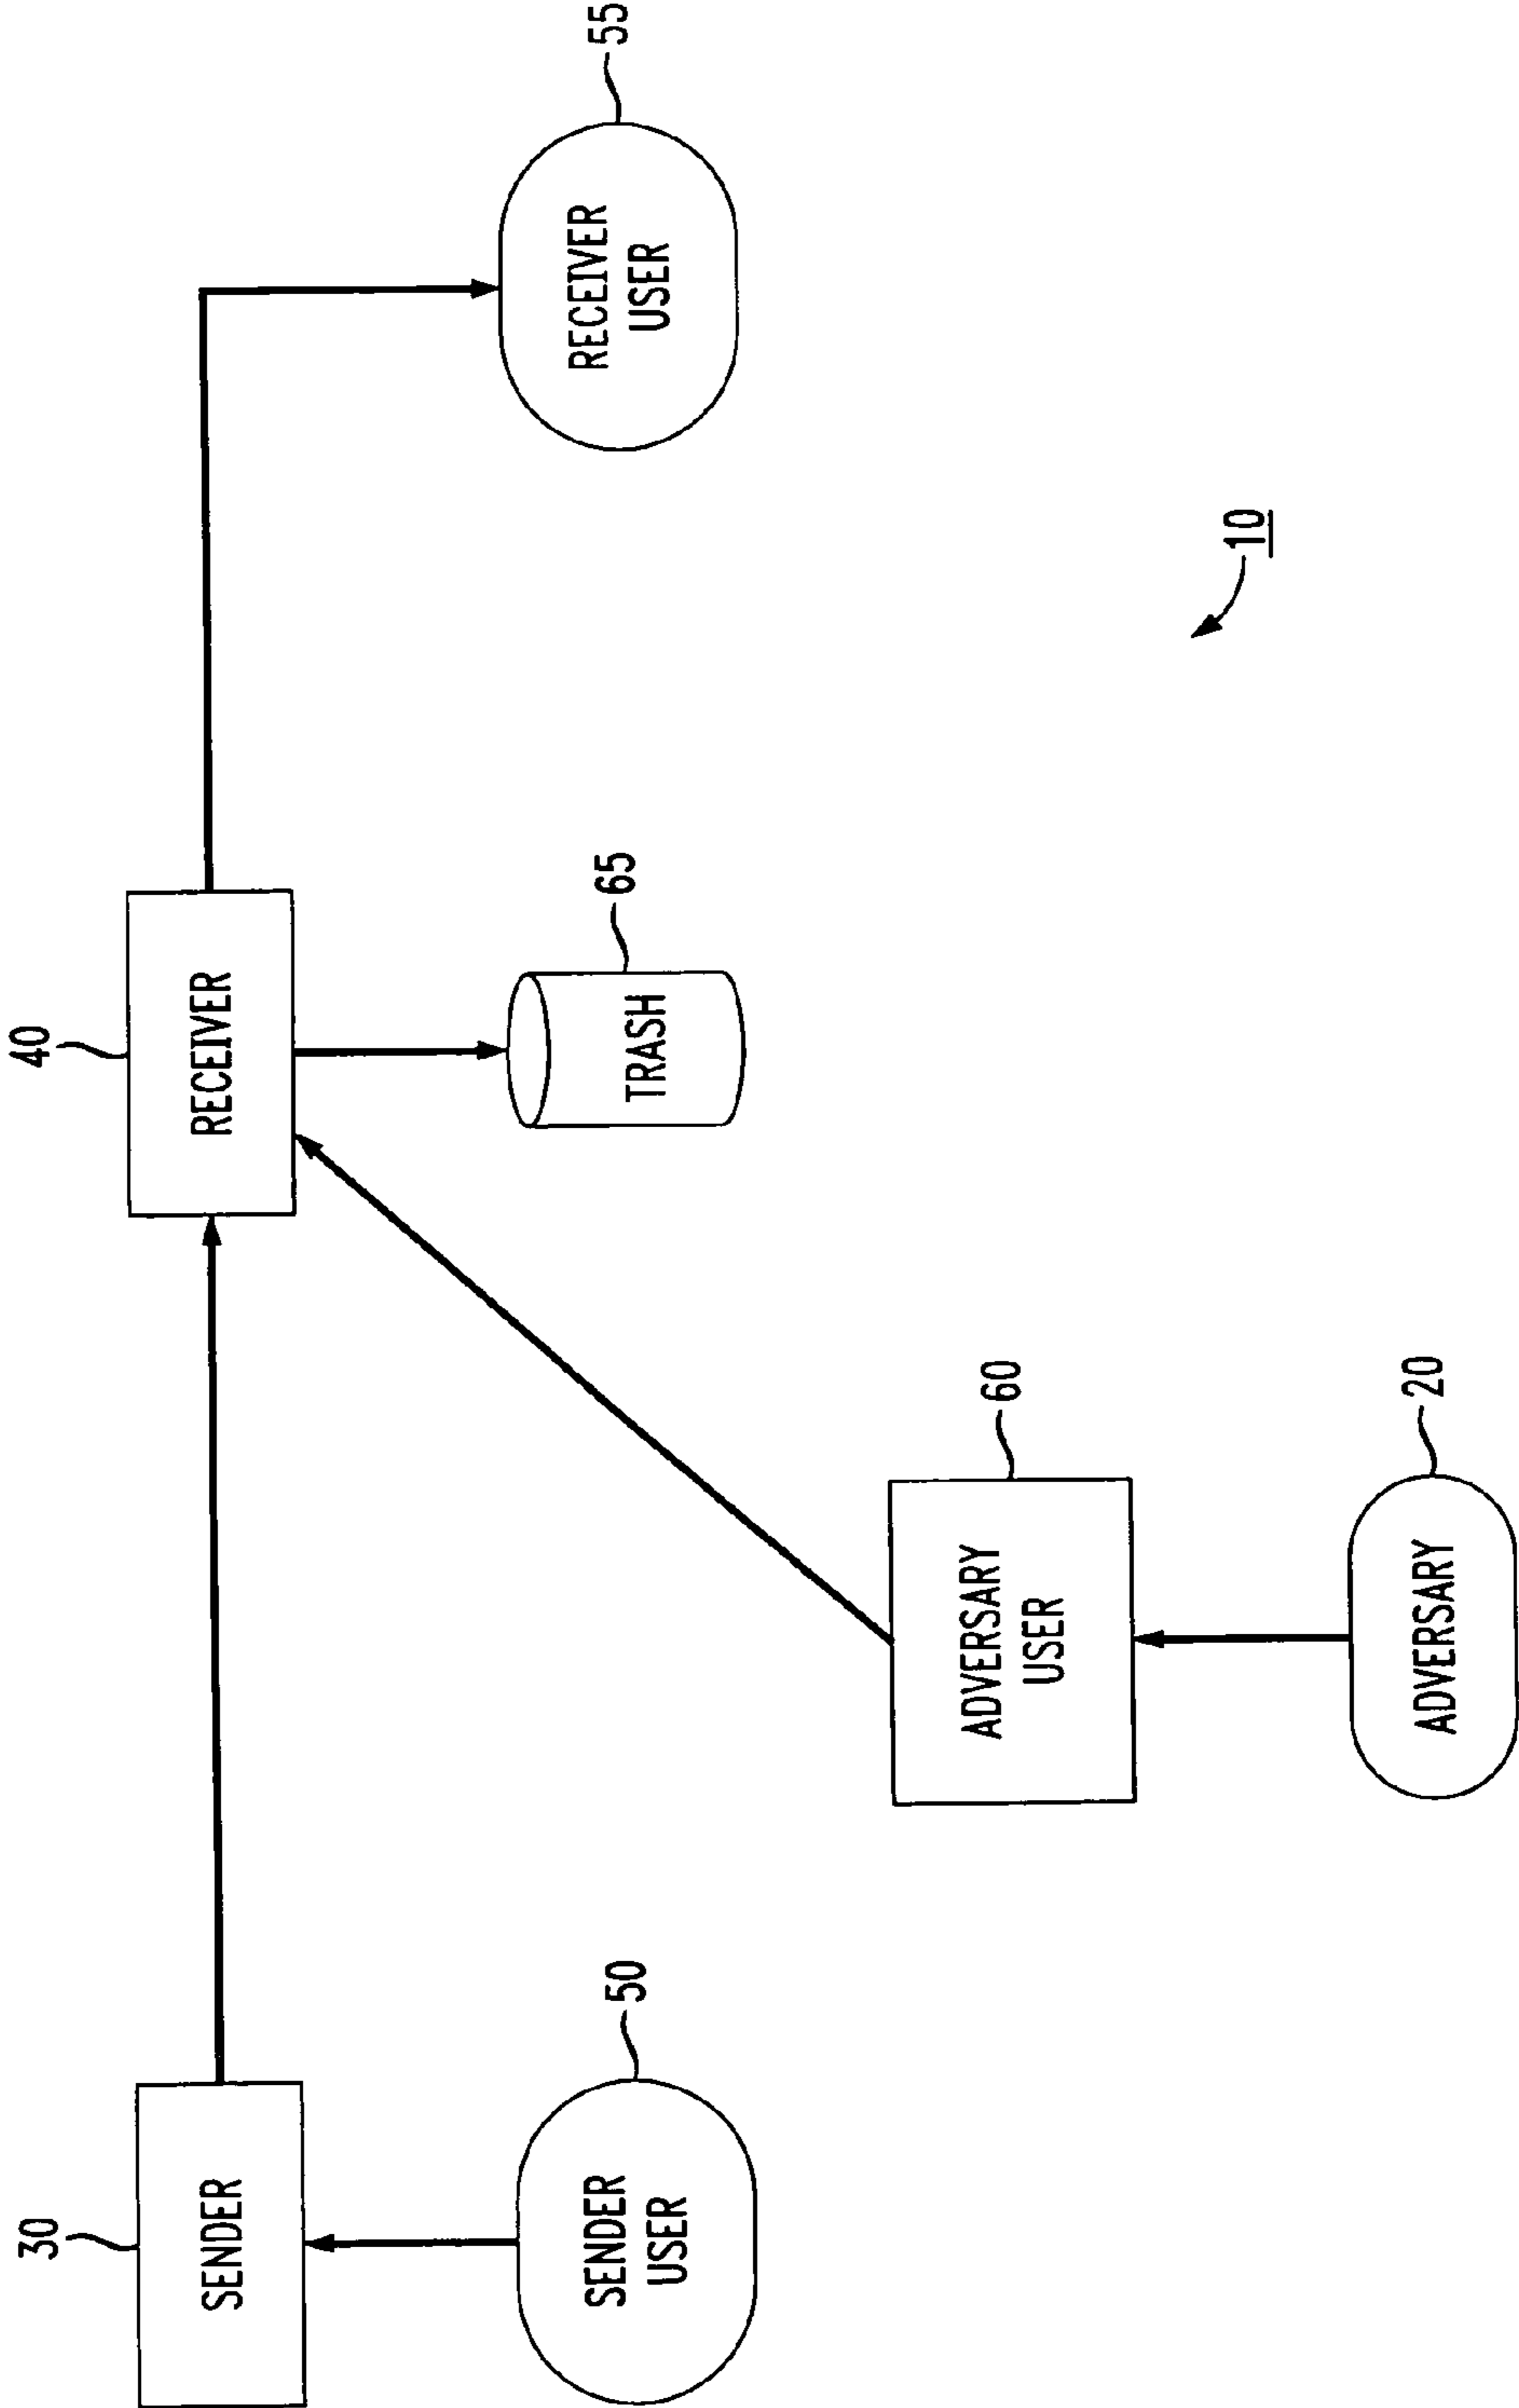 30
SENDER
40
RECEIVER
50
SENDER
USER
65
TRASH
55
RECEIVER
USER
60
ADVERSARY
USER
10
20
ADVERSARY